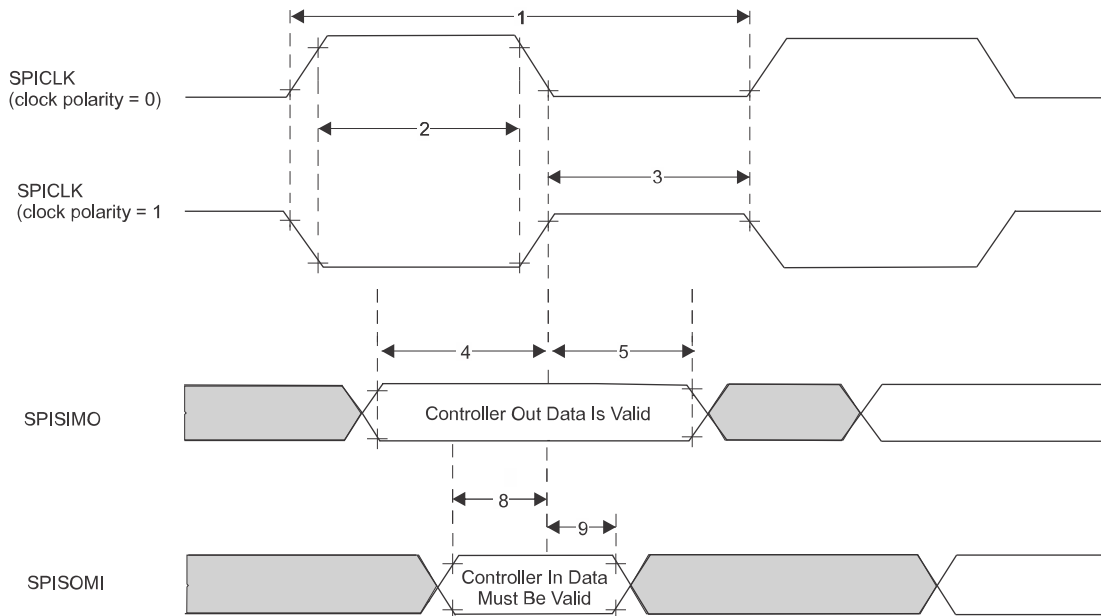 1
SPICLK
(clock polarity = 0)
2
3
SPICLK
(clock polarity = 1
4
5
SPISIMO
Controller Out Data Is Valid
8
9
SPISOMI
Controller In Data
Must Be Valid